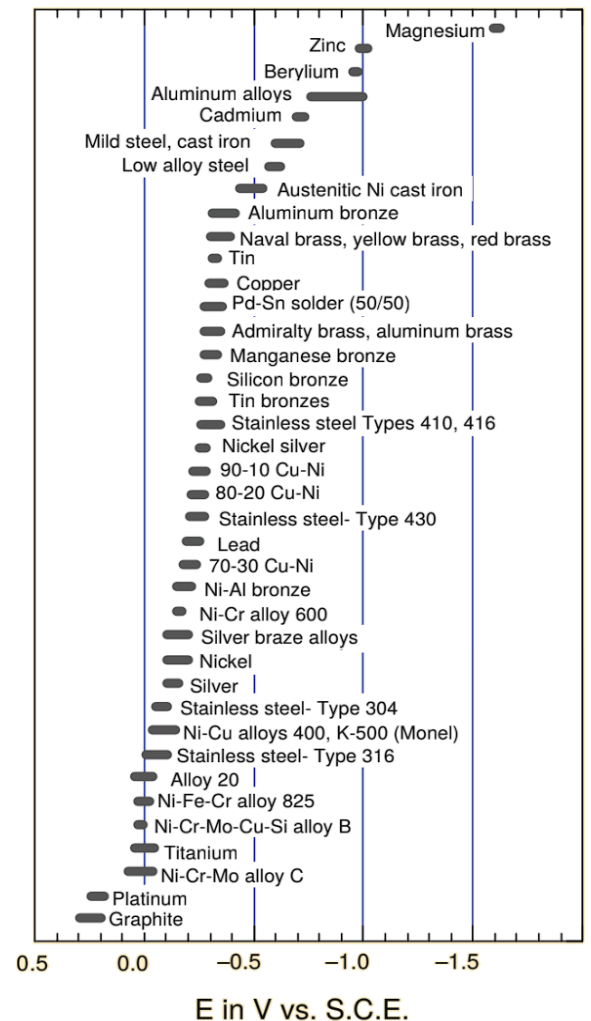 Magnesium
Zinc
Berylium
Aluminum alloys
Cadmium
Mild steel, cast iron
Low alloy steel
Austenitic Ni cast iron
Aluminum bronze
Naval brass, yellow brass, red brass
Tin
Copper
Pd-Sn solder (50/50)
Admiralty brass, aluminum brass
Manganese bronze
Silicon bronze
Tin bronzes
Stainless steel Types 410, 416
Nickel silver
90-10 Cu-Ni
80-20 Cu-Ni
Stainless steel- Type 430
Lead
70-30 Cu-Ni
Ni-Al bronze
Ni-Cr alloy 600
Silver braze alloys
Nickel
Silver
Stainless steel- Type 304
Ni-Cu alloys 400, K-500 (Monel)
Stainless steel- Type 316
Alloy 20
Ni-Fe-Cr alloy 825
Ni-Cr-Mo-Cu-Si alloy B
Titanium
Ni-Cr-Mo alloy C
Platinum
Graphite
0.5 0.0 –0.5 –1.0 –1.5
E in V vs. S.C.E.